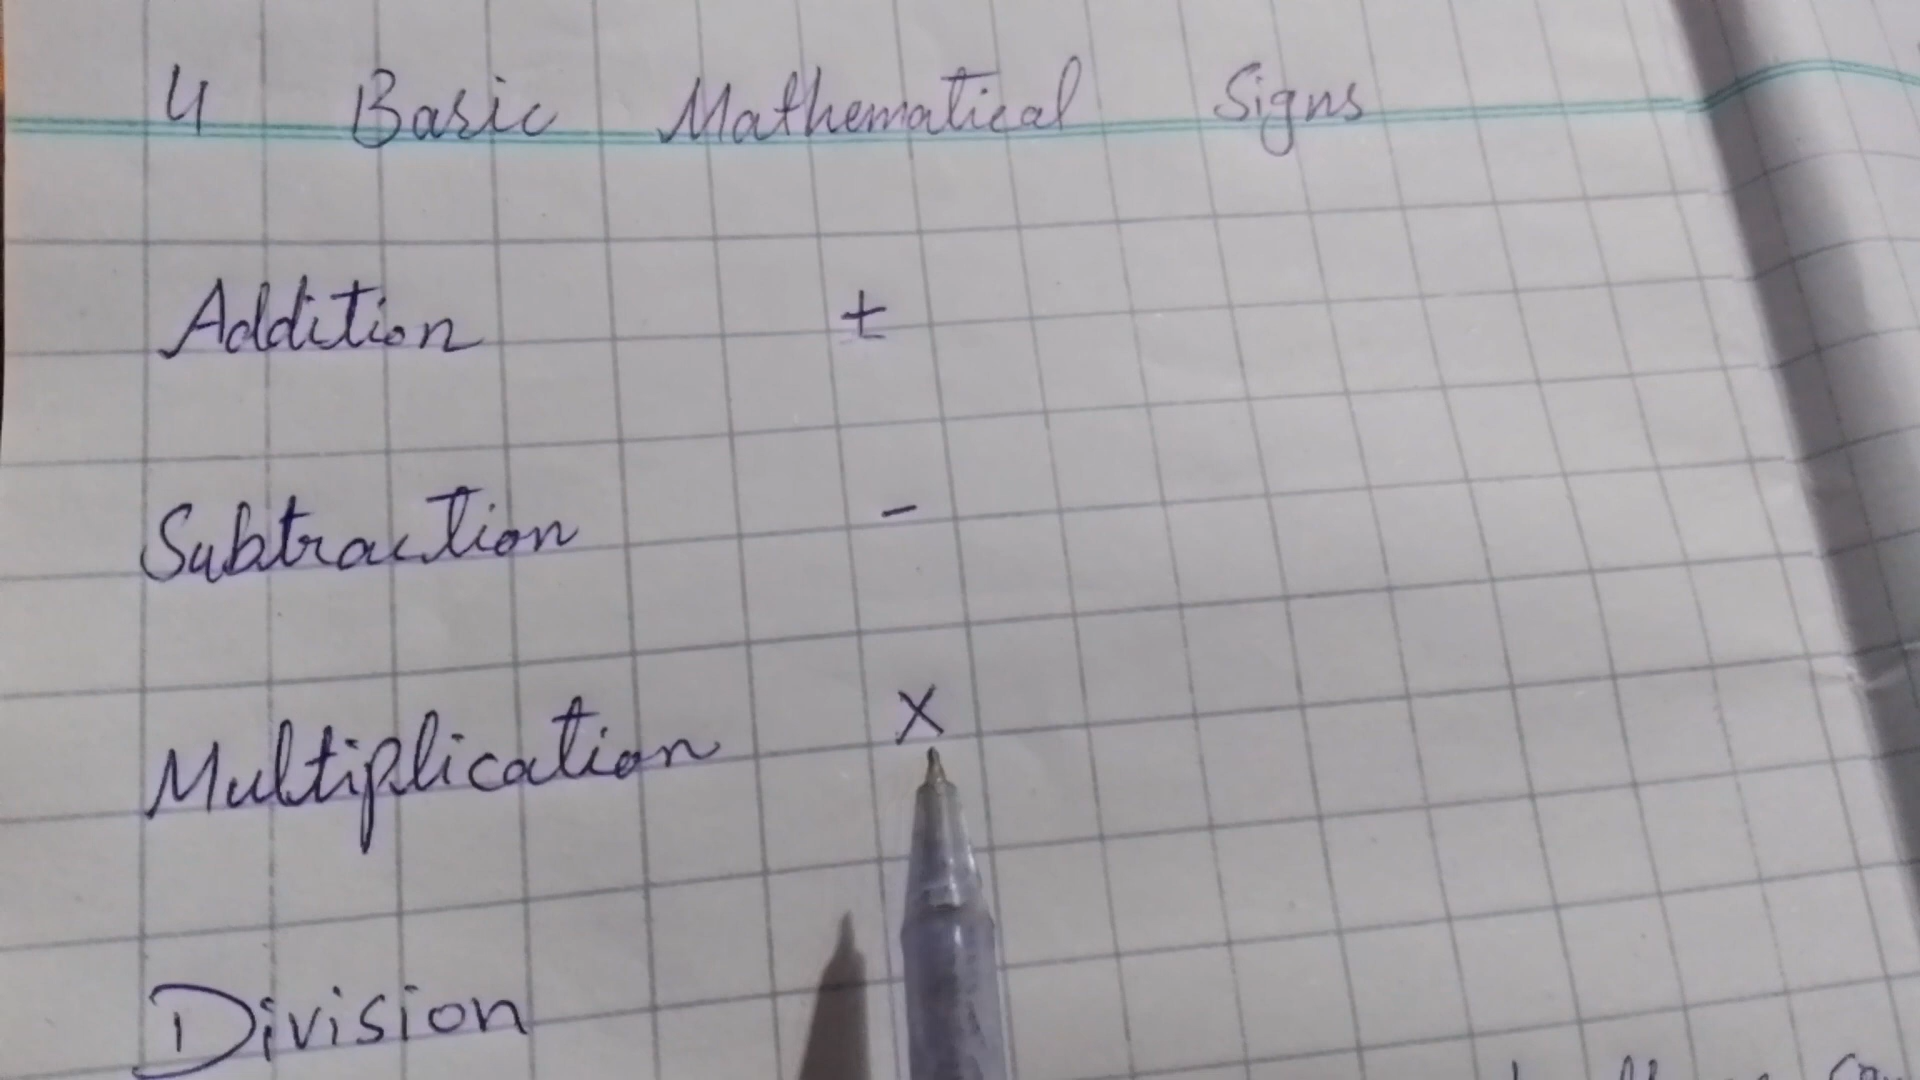 4 Basic Mathematical Signs
Addition +
Subtraction -
Multiplication x
Division